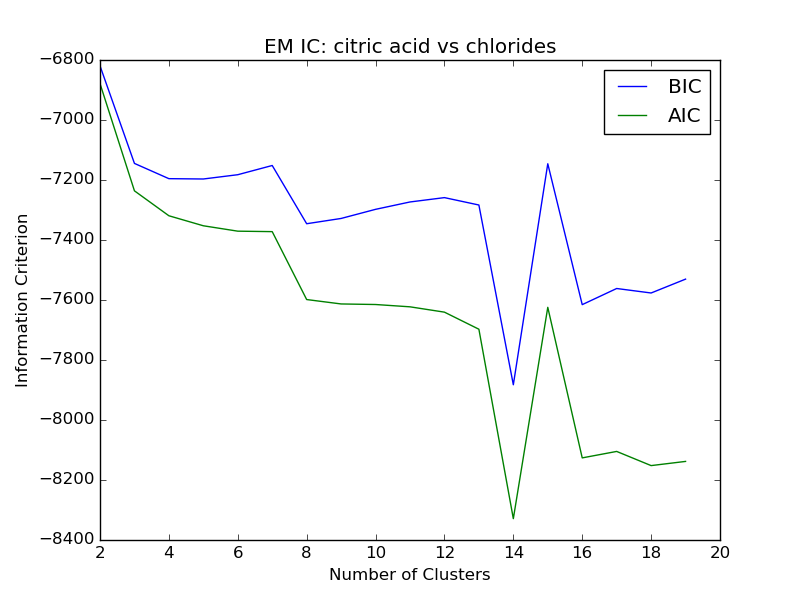 EM IC: citric acid vs chlorides
BIC
AIC
Information Criterion
−6800
−7000
−7200
−7400
−7600
−7800
−8000
−8200
−8400
2 4 6 8 10 12 14 16 18 20
Number of Clusters